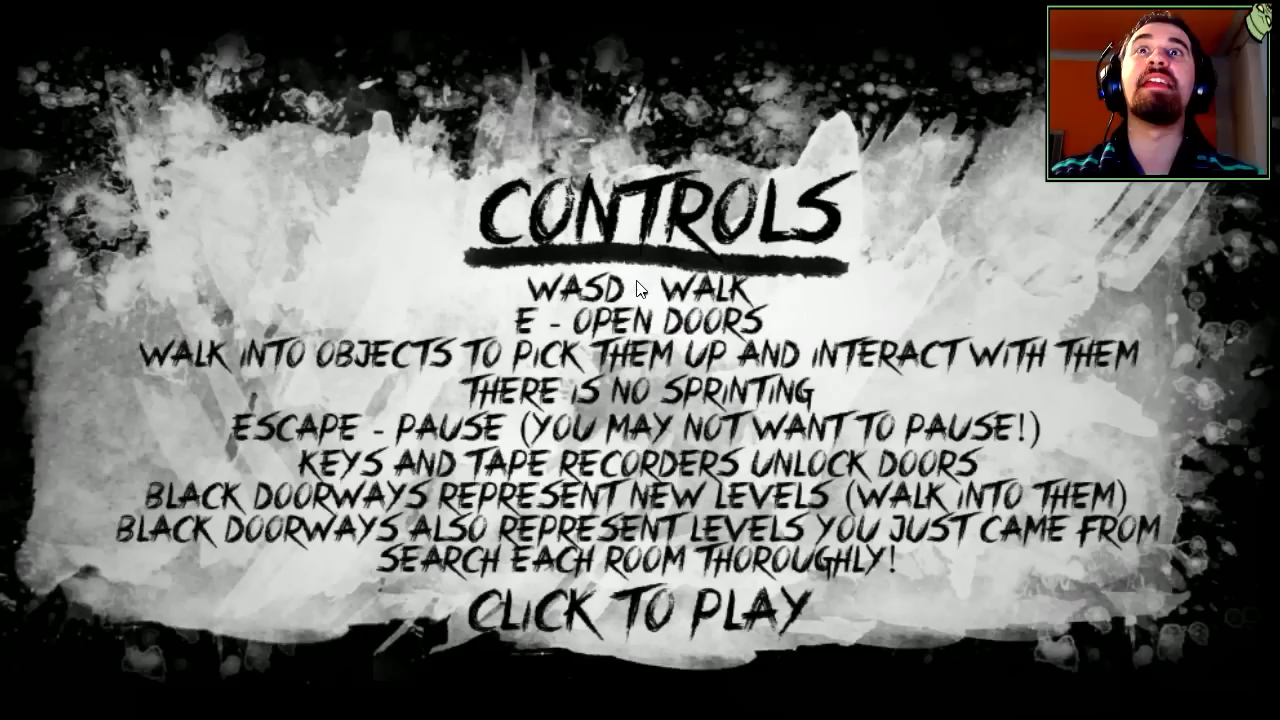 CONTROLS
WASD - WALK
E - OPEN DOORS
WALK INTO OBJECTS TO PICK THEM UP AND INTERACT WITH THEM
THERE IS NO SPRINTING
ESCAPE - PAUSE (YOU MAY NOT WANT TO PAUSE!)
KEYS AND TAPE RECORDERS UNLOCK DOORS
BLACK DOORWAYS REPRESENT NEW LEVELS (WALK INTO THEM)
BLACK DOORWAYS ALSO REPRESENT LEVELS YOU JUST CAME FROM
SEARCH EACH ROOM THOROUGHLY!
CLICK TO PLAY